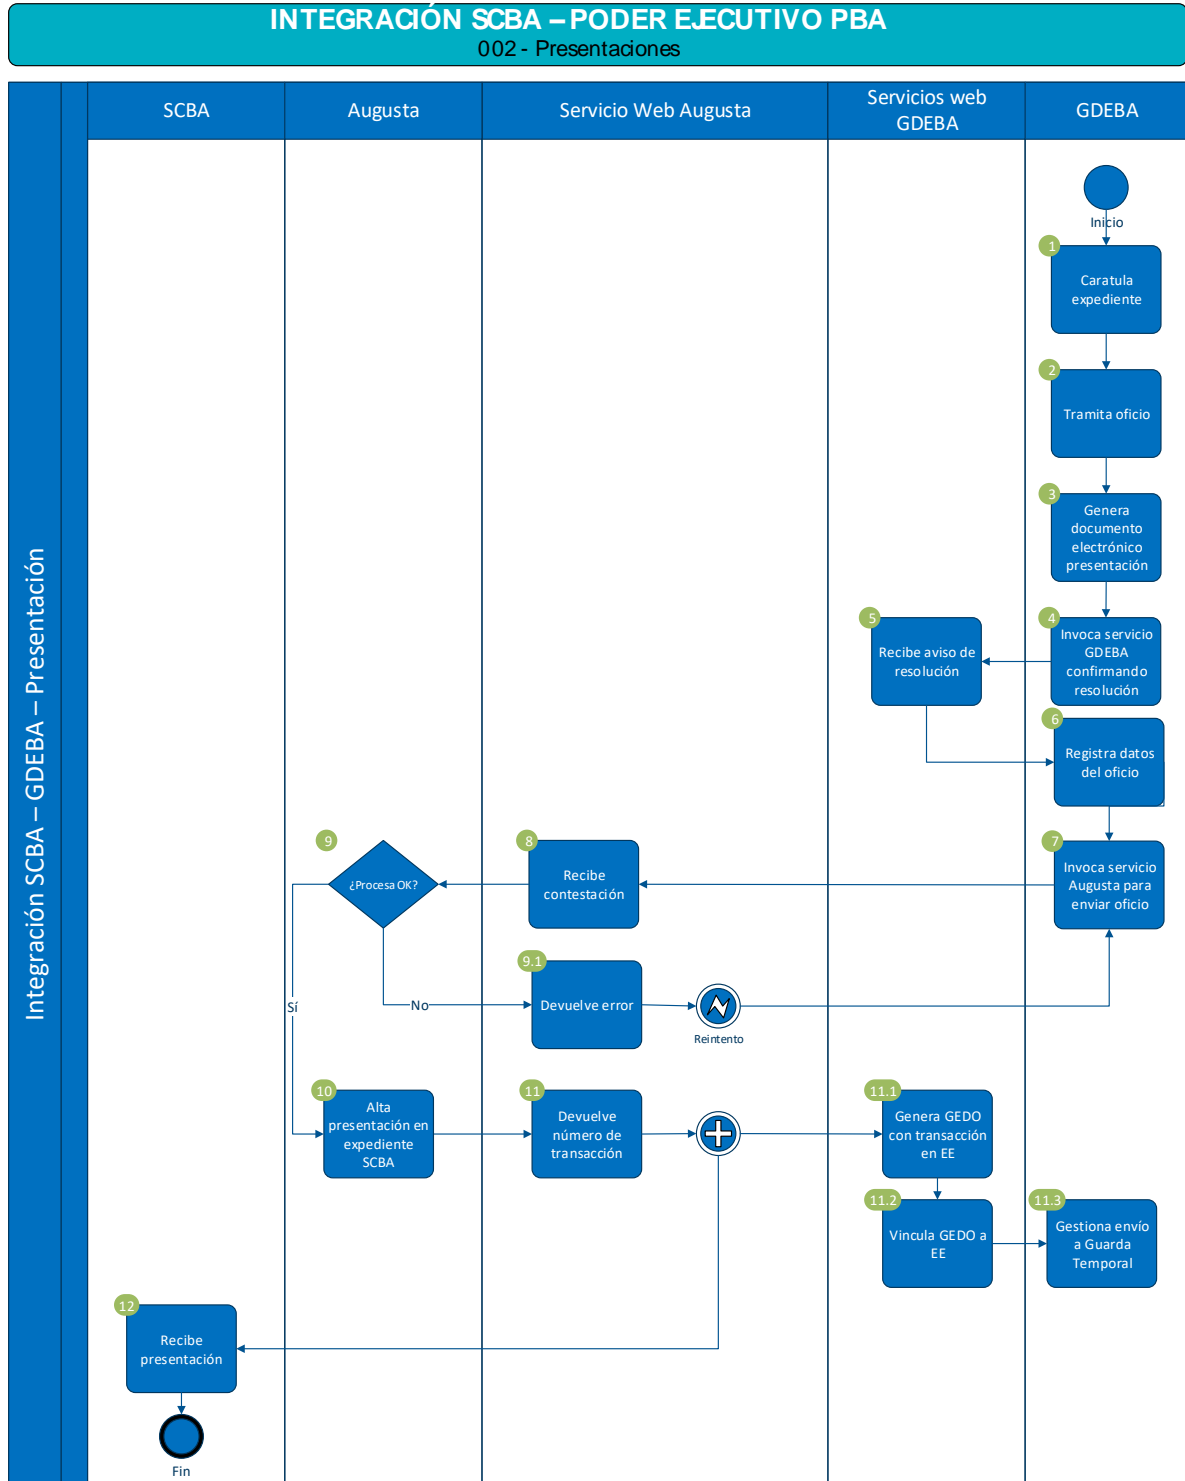 INTEGRACIÓN SCBA – PODER EJECUTIVO PBA
002 - Presentaciones
Integración SCBA – GDEBA – Presentación
SCBA
Augusta
Servicio Web Augusta
Servicios web
GDEBA
GDEBA
Inicio
1
Caratula
expediente
2
Tramita oficio
3
Genera
documento
electrónico
presentación
4
Invoca servicio
GDEBA
confirmando
resolución
5
Recibe aviso de
resolución
6
Registra datos
del oficio
7
Invoca servicio
Augusta para
enviar oficio
8
Recibe
contestación
9
¿Procesa OK?
Sí
No
9.1
Devuelve error
Reintento
10
Alta
presentación en
expediente
SCBA
11
Devuelve
número de
transacción
11.1
Genera GEDO
con transacción
en EE
11.2
Vincula GEDO a
EE
11.3
Gestiona envío
a Guarda
Temporal
12
Recibe
presentación
Fin